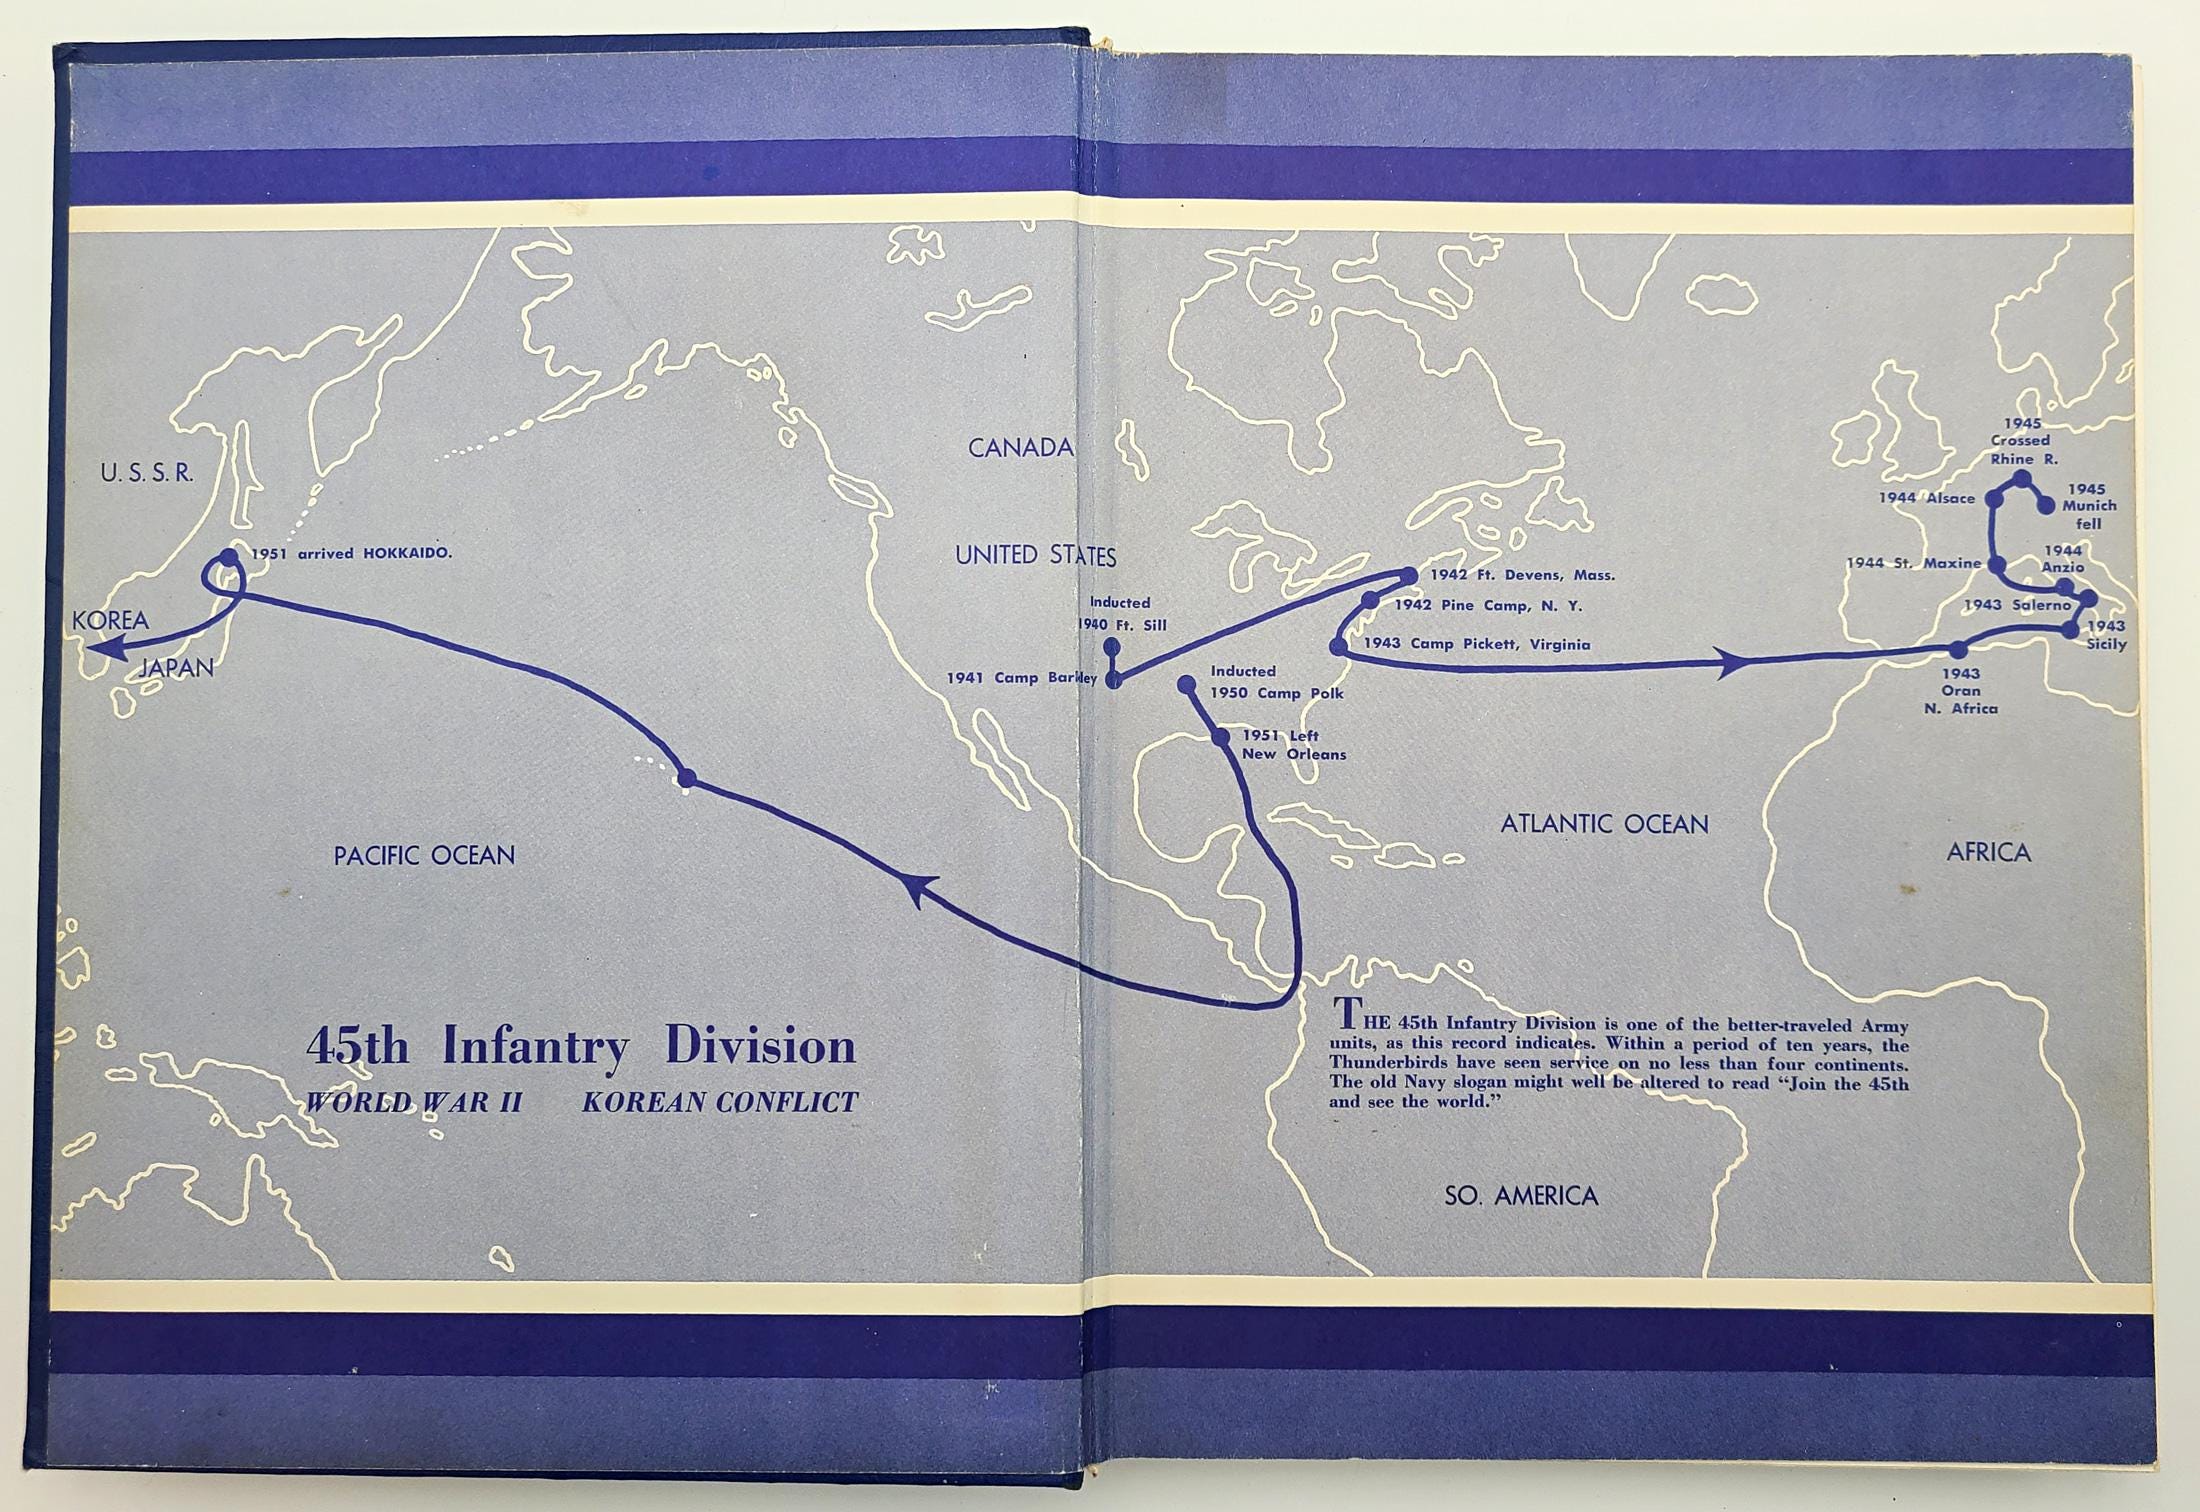 U. S. S. R.
1951 arrived HOKKAIDO.
KOREA
JAPAN
PACIFIC OCEAN
CANADA
UNITED STATES
Inducted
1940 Ft. Sill
1941 Camp Barkley
Inducted
1950 Camp Polk
1951 Left
New Orleans
1942 Ft. Devens, Mass.
1942 Pine Camp, N. Y.
1943 Camp Pickett, Virginia
1945
Crossed
Rhine R.
1944 Alsace
1945
Munich
fell
1944 St. Maxine
1944
Anzio
1943 Salerno
1943
Sicily
1943
Oran
N. Africa
ATLANTIC OCEAN
AFRICA
45th Infantry Division
WORLD WAR II KOREAN CONFLICT
THE 45th Infantry Division is one of the better-traveled Army
units, as this record indicates. Within a period of ten years, the
Thunderbirds have seen service on no less than four continents.
The old Navy slogan might well be altered to read “Join the 45th
and see the world.”
SO. AMERICA